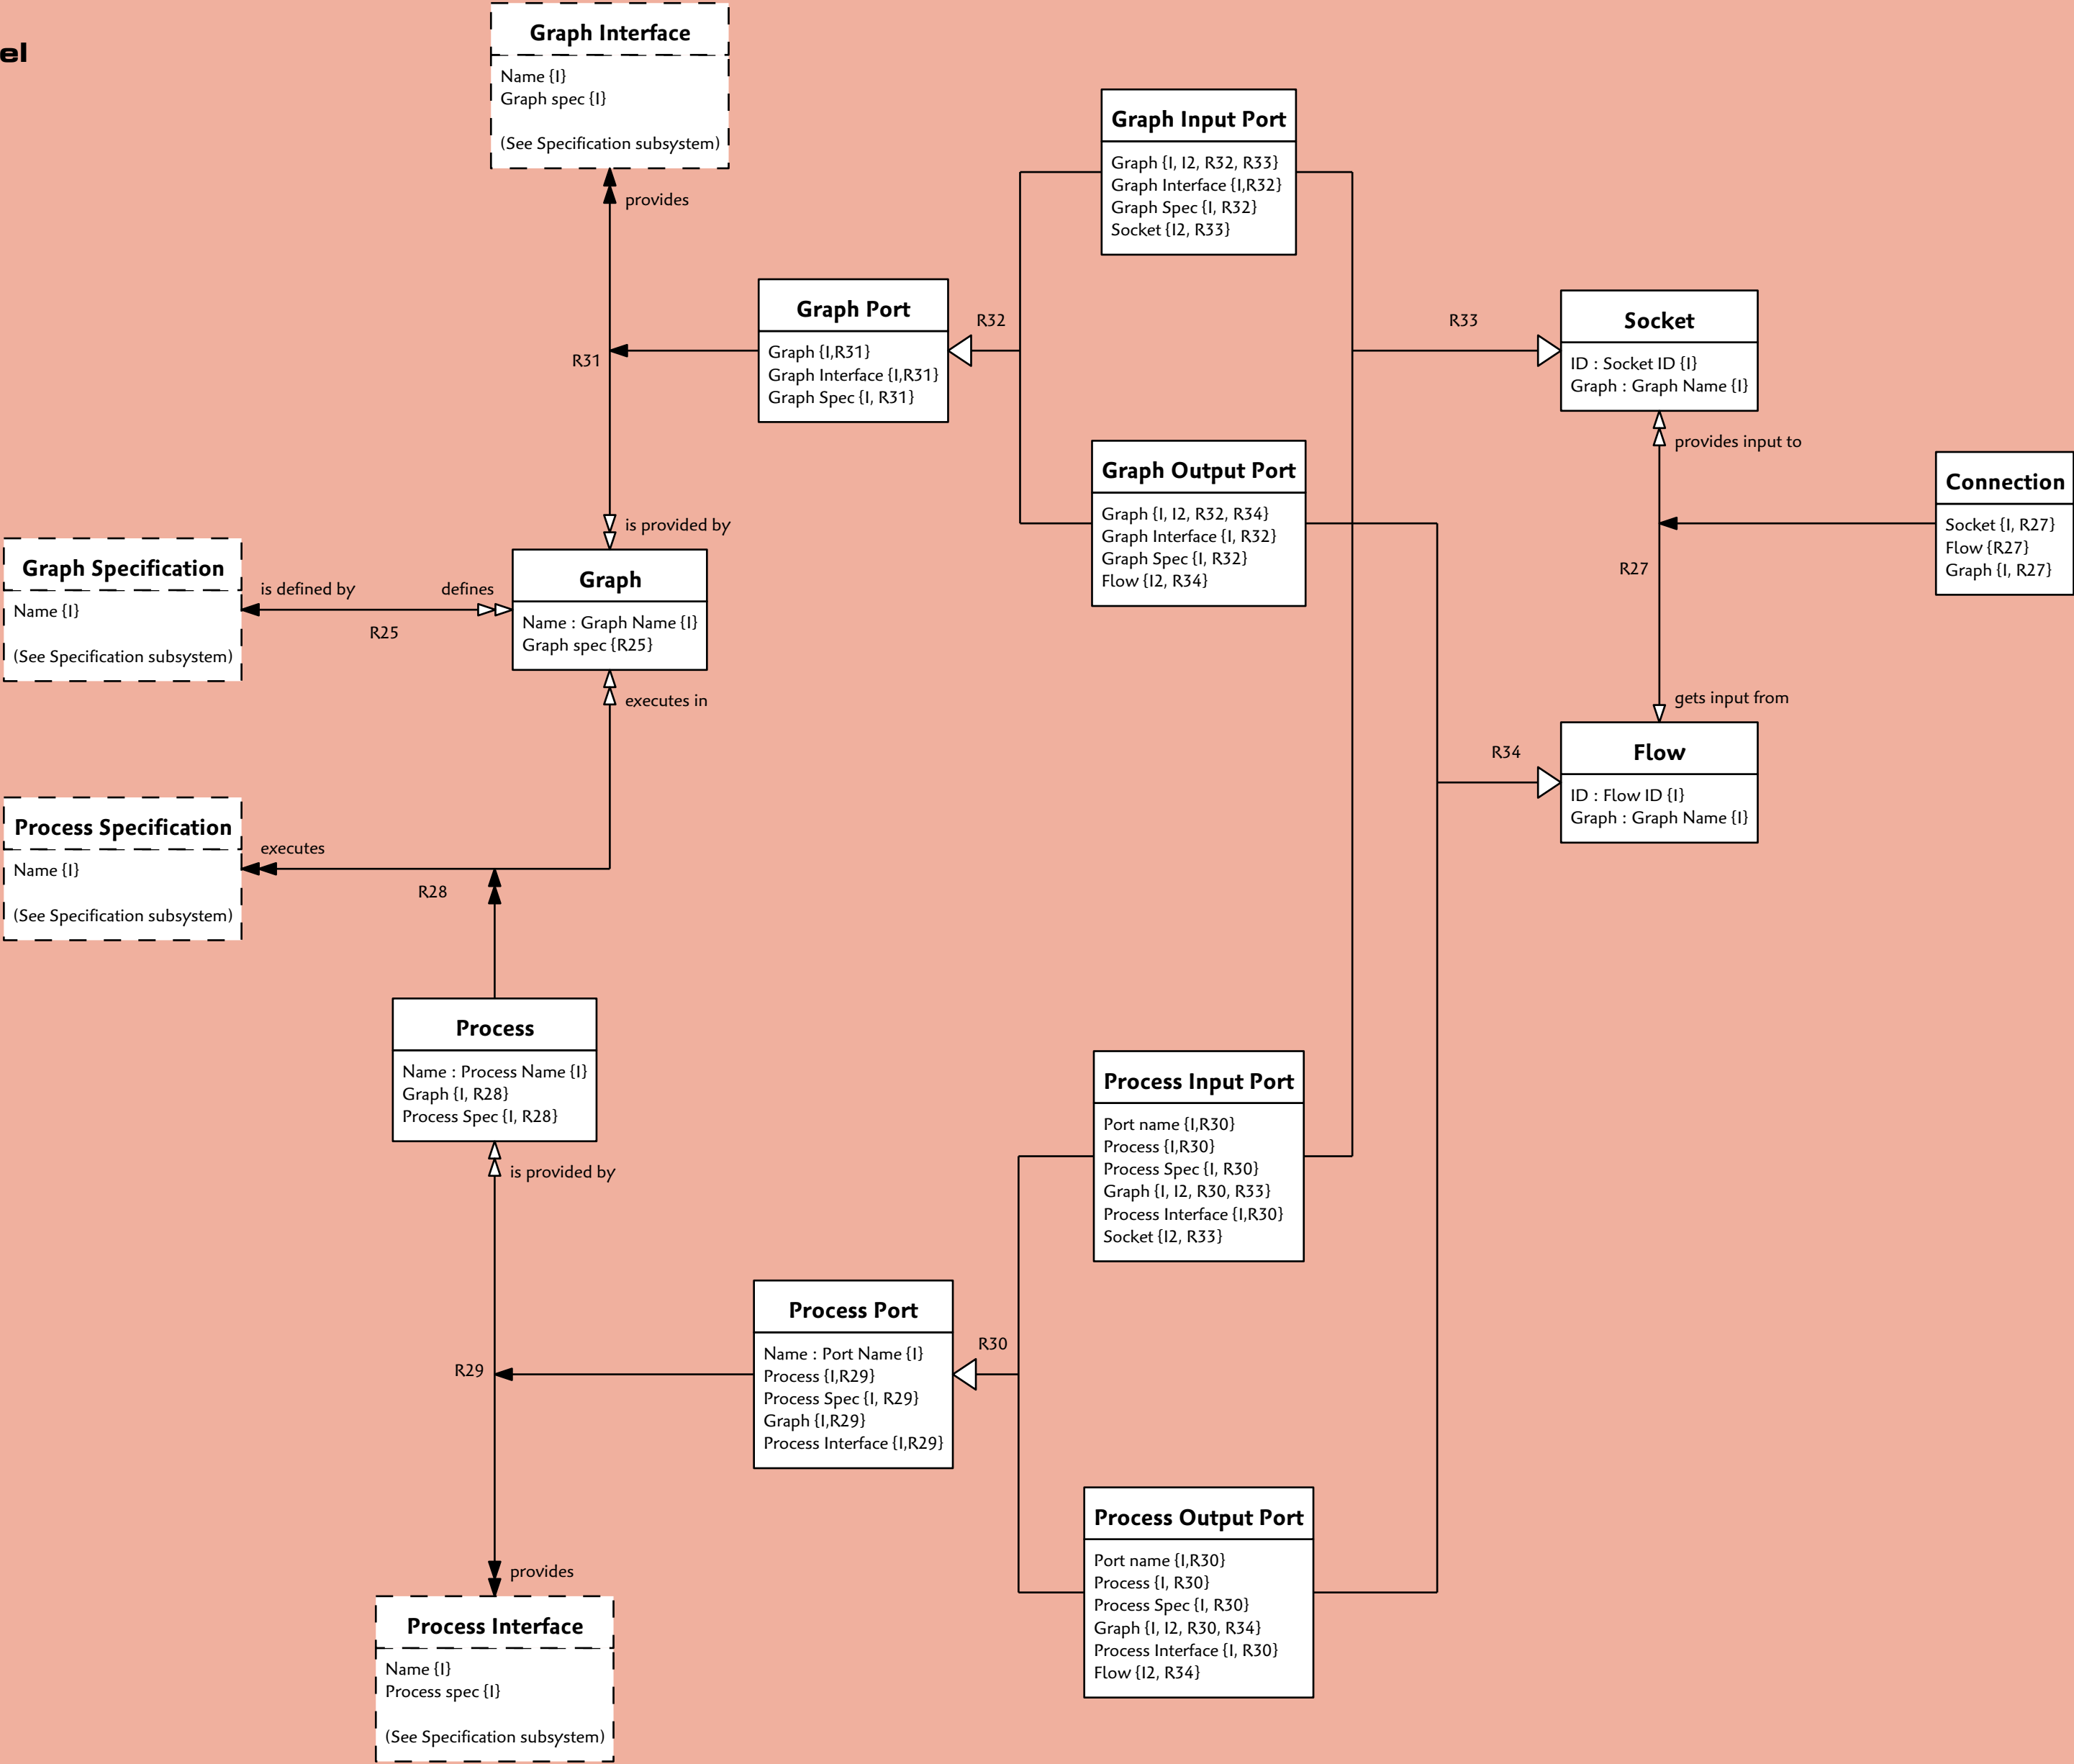 el
Graph Interface
Name {I}
Graph spec {I}
(See Specification subsystem)
provides
R31
is provided by
Graph Input Port
Graph {I, I2, R32, R33}
Graph Interface {I,R32}
Graph Spec {I, R32}
Socket {I2, R33}
Graph Port
Graph {I,R31}
Graph Interface {I,R31}
Graph Spec {I, R31}
R32
R33
Socket
ID : Socket ID {I}
Graph : Graph Name {I}
provides input to
Graph Output Port
Graph {I, I2, R32, R34}
Graph Interface {I, R32}
Graph Spec {I, R32}
Flow {I2, R34}
Connection
Socket {I, R27}
Flow {R27}
Graph {I, R27}
R27
gets input from
Graph Specification
Name {I}
(See Specification subsystem)
is defined by
defines
R25
Graph
Name : Graph Name {I}
Graph spec {R25}
executes in
R34
Flow
ID : Flow ID {I}
Graph : Graph Name {I}
Process Specification
Name {I}
(See Specification subsystem)
executes
R28
Process
Name : Process Name {I}
Graph {I, R28}
Process Spec {I, R28}
is provided by
Process Input Port
Port name {I,R30}
Process {I,R30}
Process Spec {I, R30}
Graph {I, I2, R30, R33}
Process Interface {I,R30}
Socket {I2, R33}
R29
Process Port
Name : Port Name {I}
Process {I,R29}
Process Spec {I, R29}
Graph {I,R29}
Process Interface {I,R29}
R30
Process Output Port
Port name {I,R30}
Process {I, R30}
Process Spec {I, R30}
Graph {I, I2, R30, R34}
Process Interface {I, R30}
Flow {I2, R34}
provides
Process Interface
Name {I}
Process spec {I}
(See Specification subsystem)